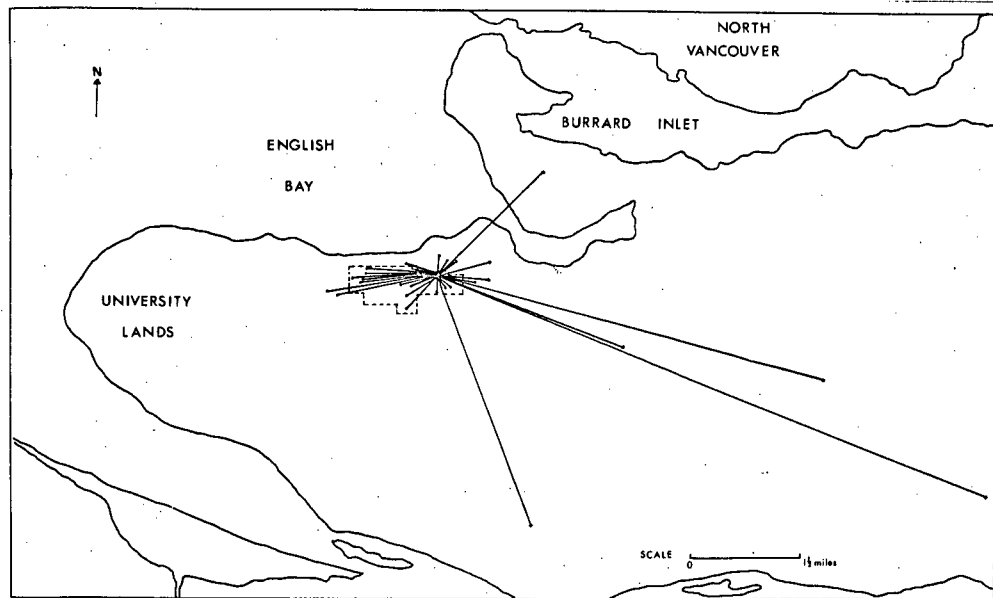 NORTH
VANCOUVER
N
BURRARD INLET
ENGLISH
BAY
UNIVERSITY
LANDS
SCALE
0 1½ miles